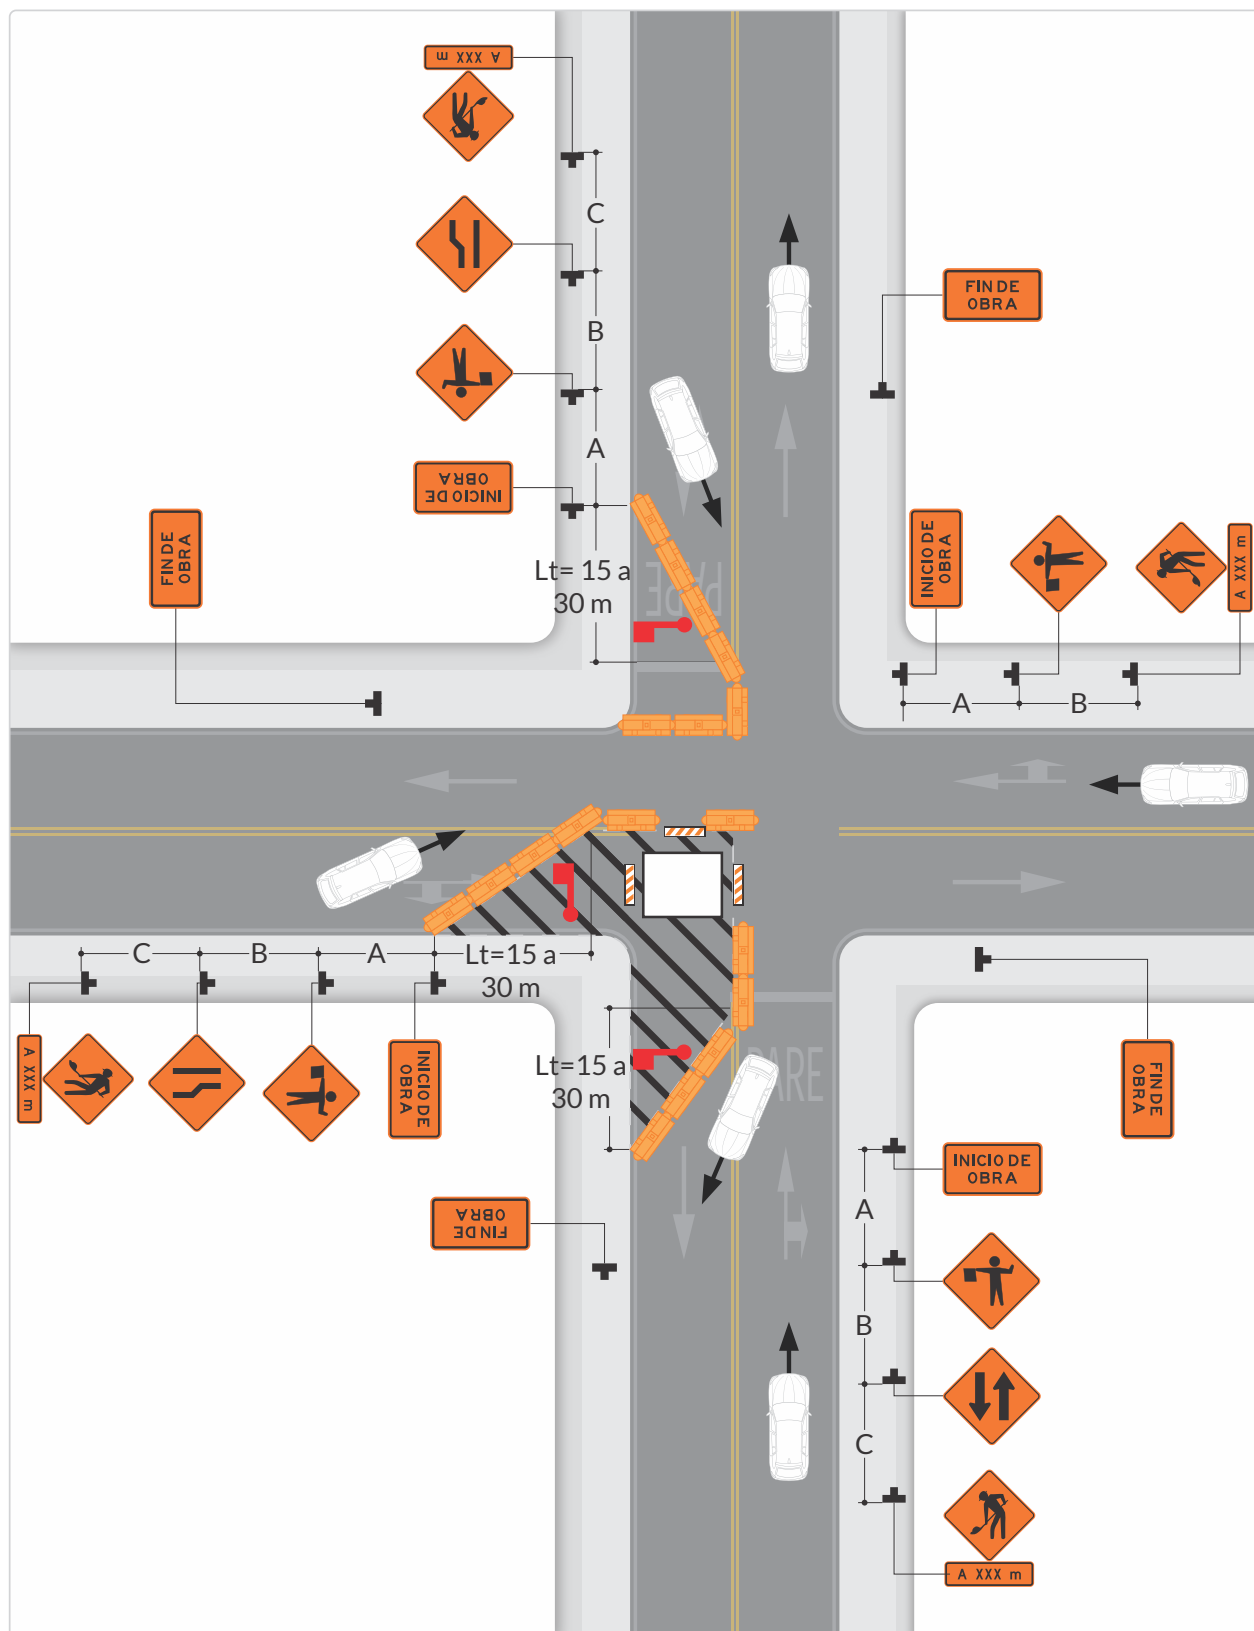 A XXX m
C
FIN DE
OBRA
B
A
INICIO DE
OBRA
FIN DE
OBRA
INICIO DE
OBRA
A XXX m
Lt= 15 a
30 m
PARE
A
B
C
B
A
Lt=15 a
30 m
A XXX m
INICIO DE
OBRA
Lt=15 a
30 m
PARE
FIN DE
OBRA
INICIO DE
OBRA
A
FIN DE
OBRA
B
C
A XXX m